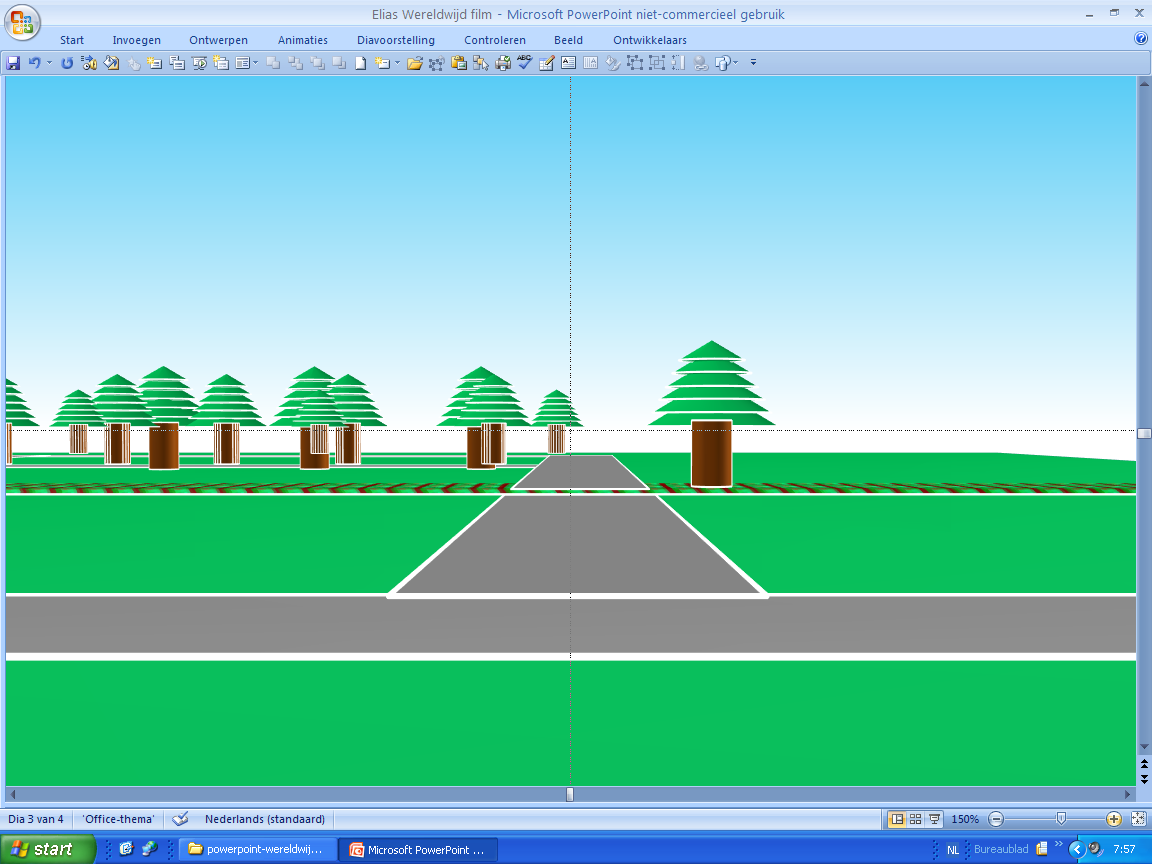 Elias Wereldwijd film - Microsoft PowerPoint niet-commercieel gebruik
Start Invoegen Ontwerpen Animaties Diavoorstelling Controleren Beeld Ontwikkelaars
Dia 3 van 4 'Office-thema' Nederlands (standaard) 150%
start powerpoint-wereldwij... Microsoft PowerPoint ... NL Bureaublad 7:57